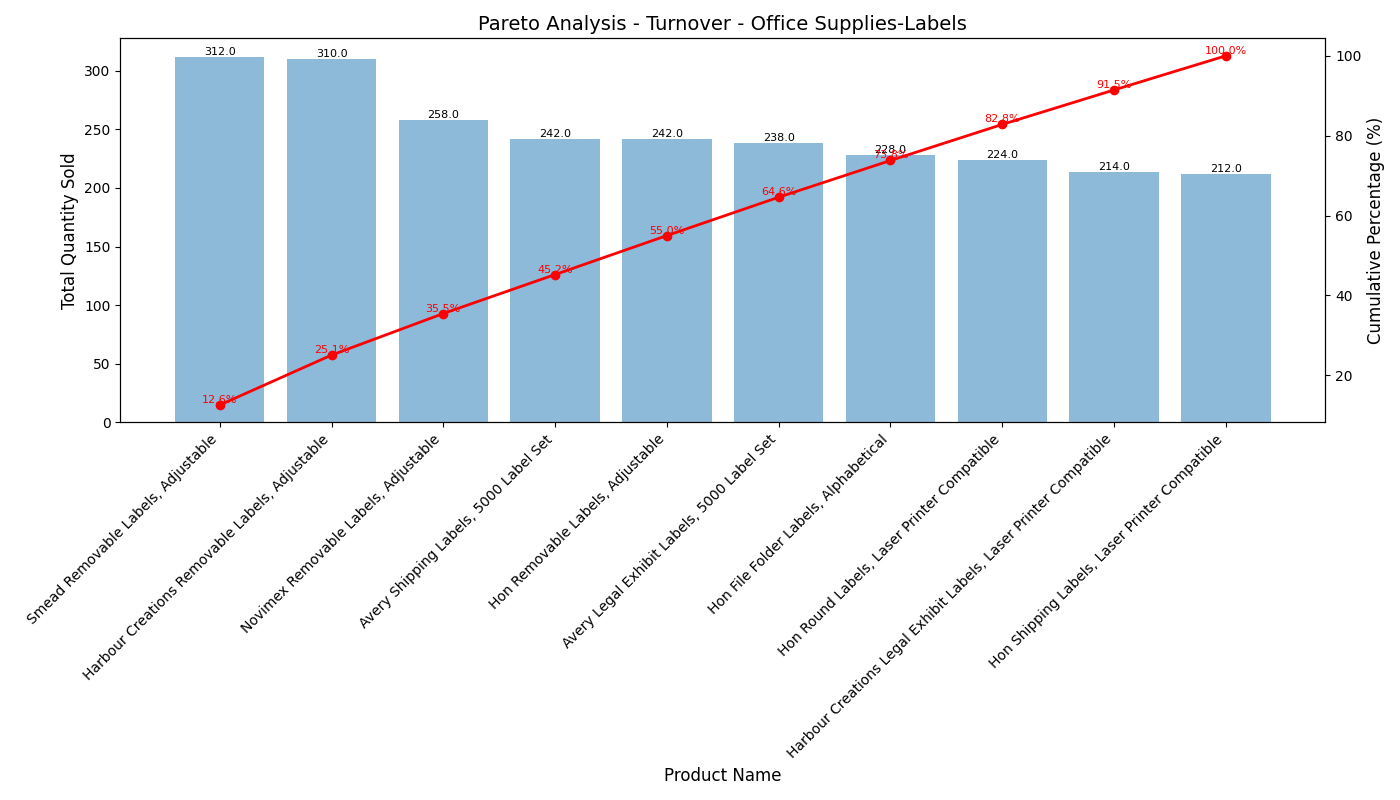 Pareto Analysis - Turnover - Office Supplies-Labels
Total Quantity Sold
300
250
200
150
100
50
0
312.0
310.0
258.0
242.0
242.0
238.0
228.0
224.0
214.0
212.0
12.6%
25.1%
35.5%
45.2%
55.0%
64.6%
73.8%
82.8%
91.5%
100.0%
100
80
60
40
20
Cumulative Percentage (%)
Smead Removable Labels, Adjustable
Harbour Creations Removable Labels, Adjustable
Novimex Removable Labels, Adjustable
Avery Shipping Labels, 5000 Label Set
Hon Removable Labels, Adjustable
Avery Legal Exhibit Labels, 5000 Label Set
Hon File Folder Labels, Alphabetical
Hon Round Labels, Laser Printer Compatible
Harbour Creations Legal Exhibit Labels, Laser Printer Compatible
Hon Shipping Labels, Laser Printer Compatible
Product Name